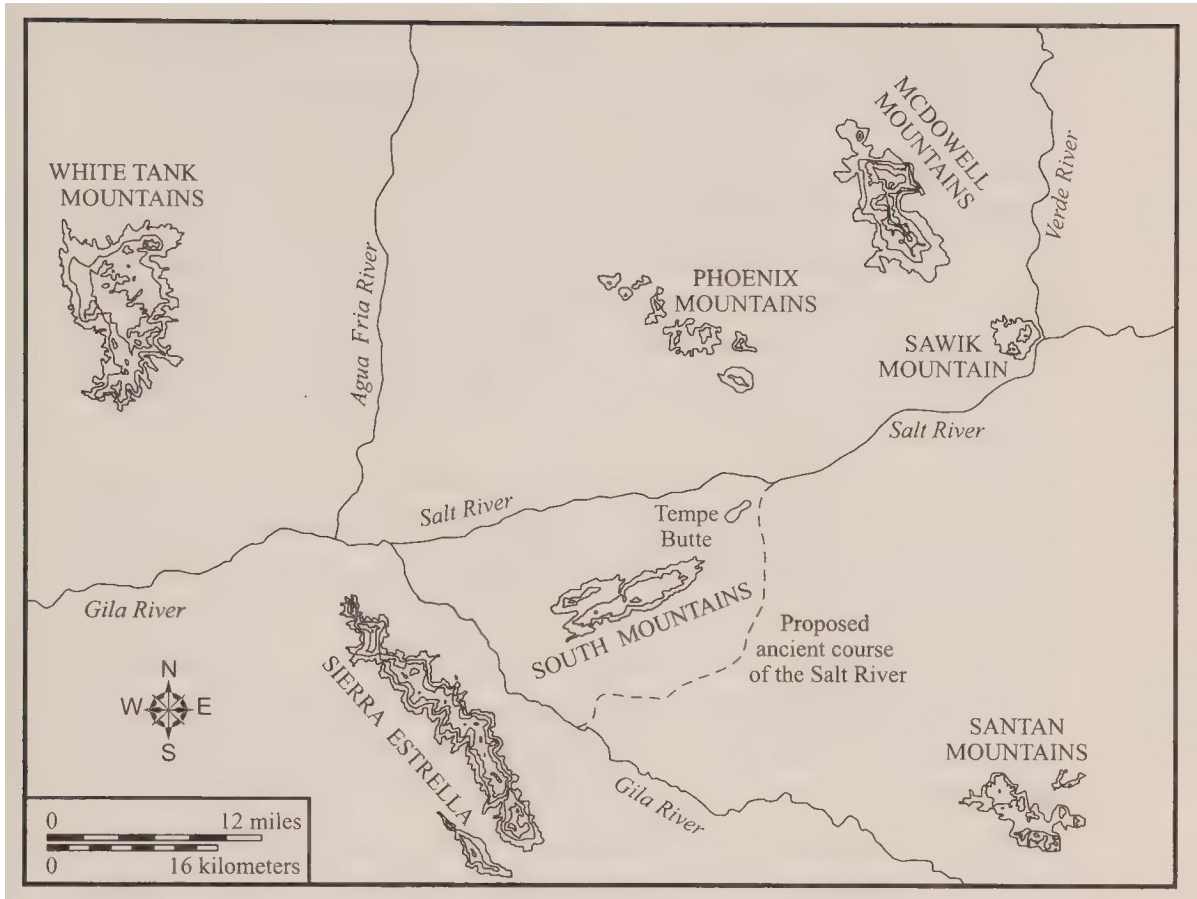 MCDOWELL
MOUNTAINS
WHITE TANK
MOUNTAINS
Verde River
Agua Fria River
PHOENIX
MOUNTAINS
SAWIK
MOUNTAIN
Salt River
Salt River
Tempe
Butte
Gila River
SOUTH MOUNTAINS
Proposed
ancient course
of the Salt River
N
W E
S
SIERRA ESTRELLA
SANTAN
MOUNTAINS
Gila River
0 12 miles
0 16 kilometers